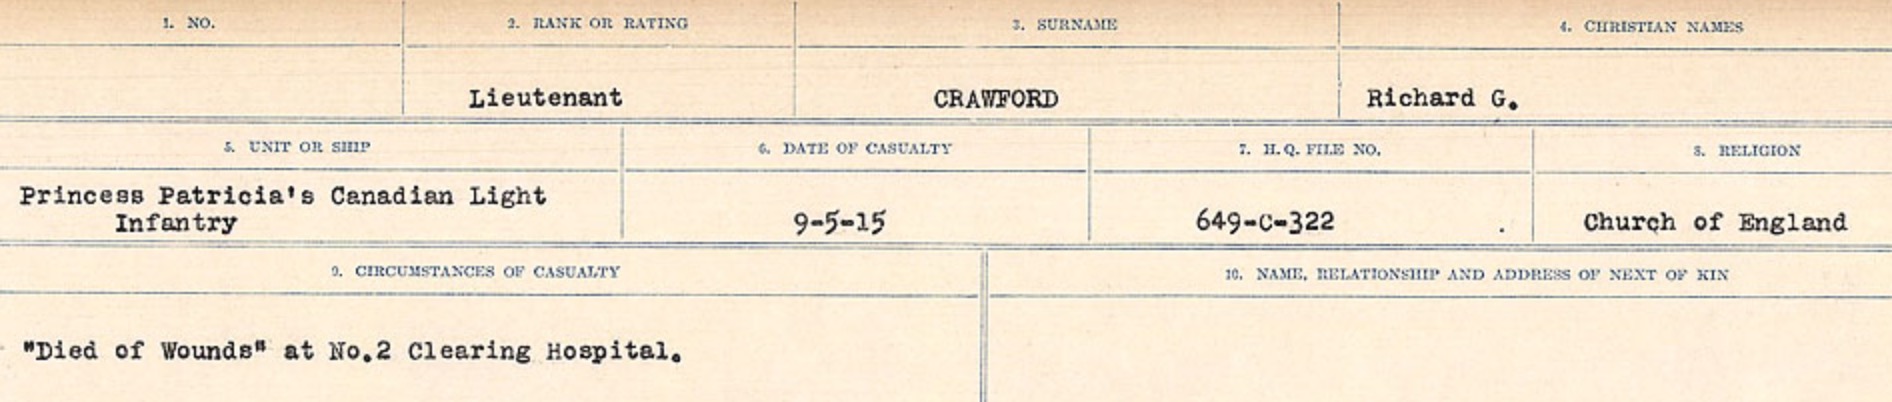 1. NO.
2. RANK OR RATING
3. SURNAME
4. CHRISTIAN NAMES
Lieutenant
CRAWFORD
Richard G.
5. UNIT OR SHIP
6. DATE OF CASUALTY
7. H.Q. FILE NO.
8. RELIGION
Princess Patricia's Canadian Light
Infantry
9-5-15
649-C-322
Church of England
9. CIRCUMSTANCES OF CASUALTY
10. NAME, RELATIONSHIP AND ADDRESS OF NEXT OF KIN
"Died of Wounds" at No.2 Clearing Hospital.